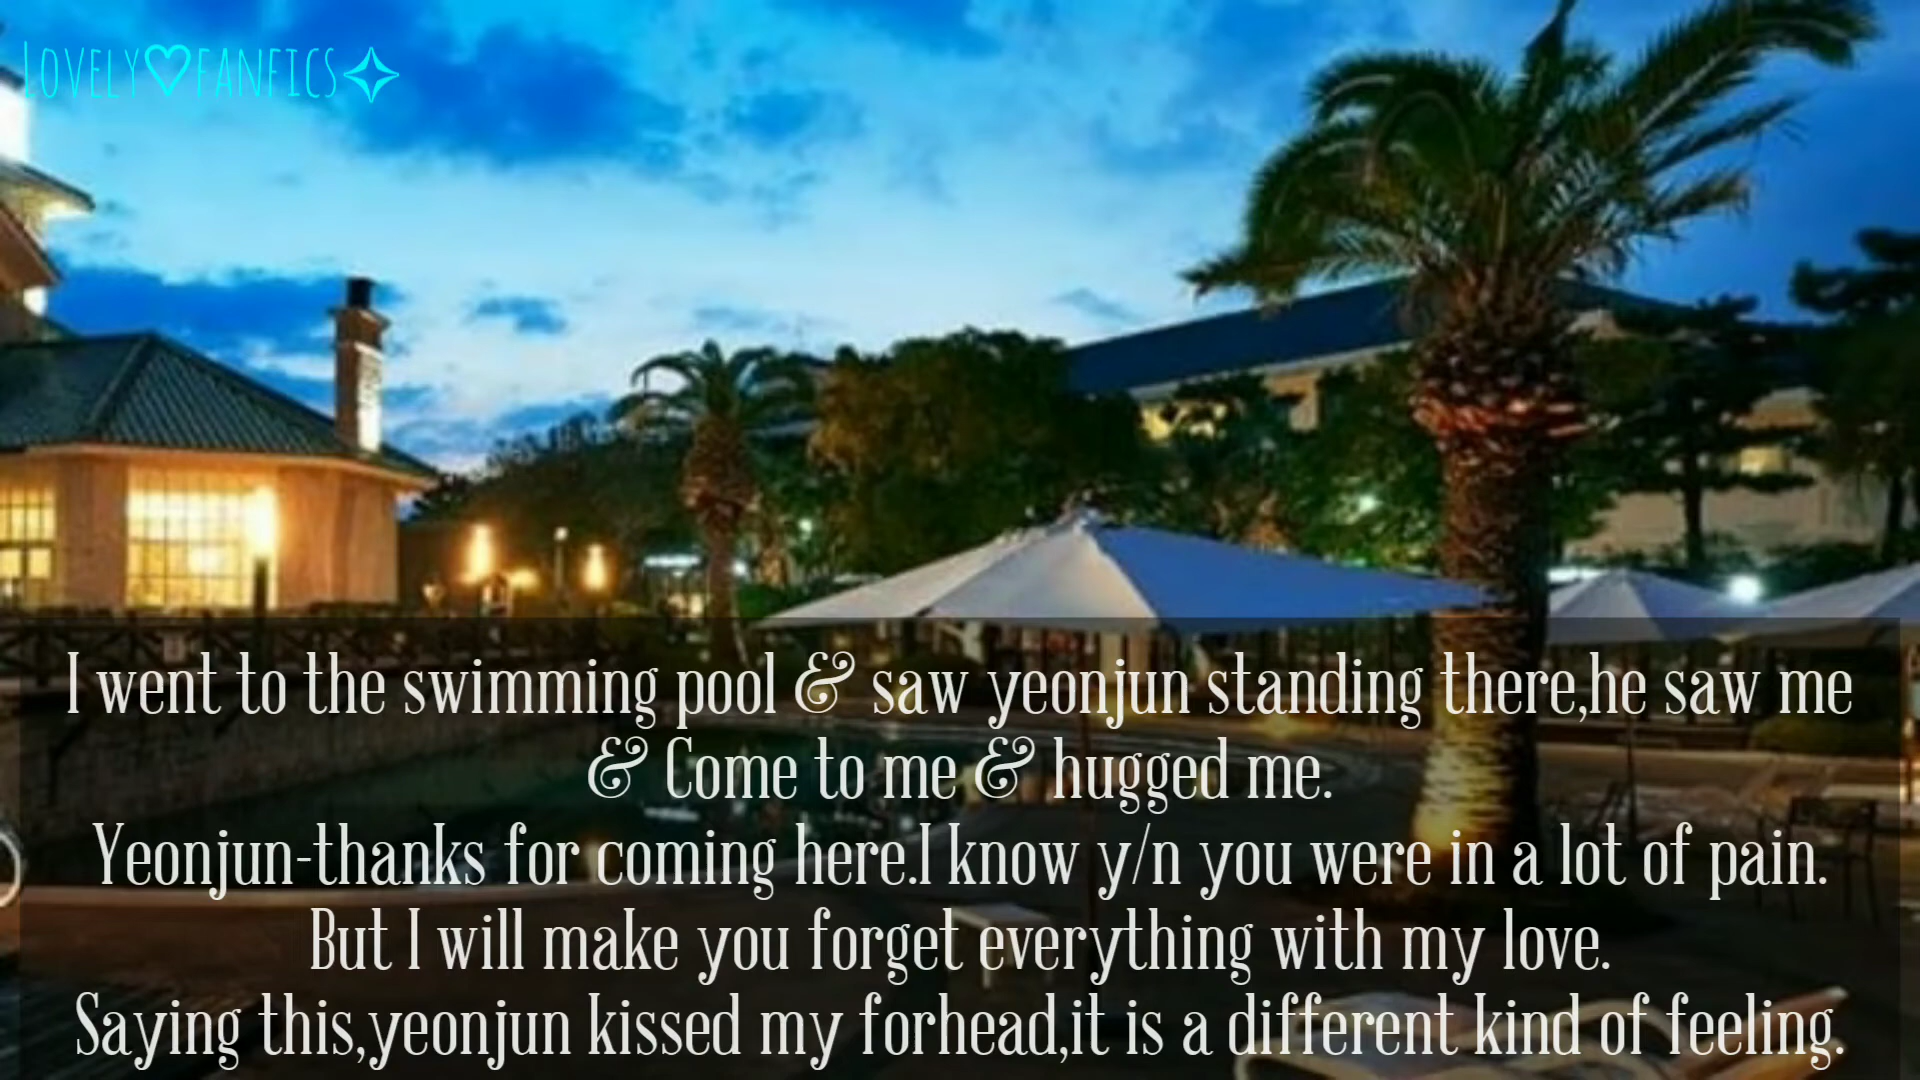 Lovely♡fanfics✧
I went to the swimming pool & saw yeonjun standing there,he saw me
& Come to me & hugged me.
Yeonjun-thanks for coming here.I know y/n you were in a lot of pain.
But I will make you forget everything with my love.
Saying this,yeonjun kissed my forhead,it is a different kind of feeling.